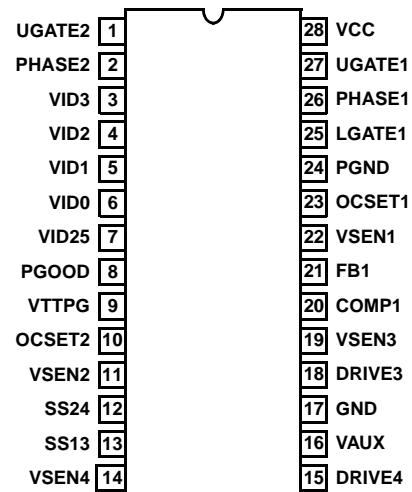 UGATE2 1 28 VCC
PHASE2 2 27 UGATE1
VID3 3 26 PHASE1
VID2 4 25 LGATE1
VID1 5 24 PGND
VID0 6 23 OCSET1
VID25 7 22 VSEN1
PGOOD 8 21 FB1
VTTPG 9 20 COMP1
OCSET2 10 19 VSEN3
VSEN2 11 18 DRIVE3
SS24 12 17 GND
SS13 13 16 VAUX
VSEN4 14 15 DRIVE4